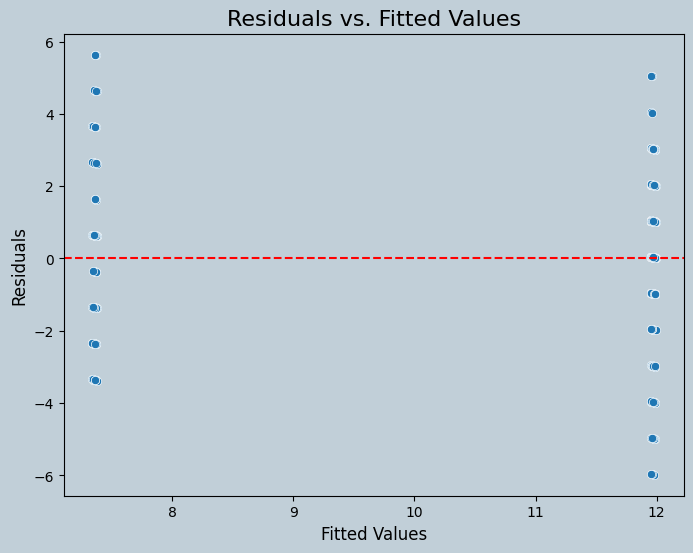 Residuals vs. Fitted Values
6
4
2
0
−2
−4
−6
Residuals
8 9 10 11 12
Fitted Values